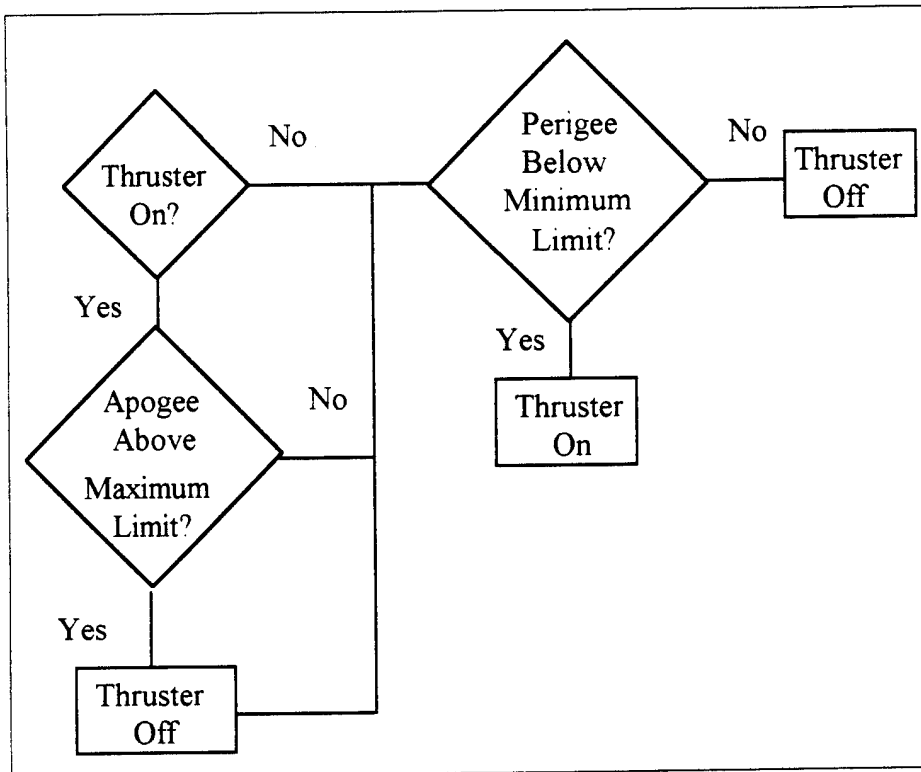 Thruster
On?
No
Yes
Apogee
Above
Maximum
Limit?
No
Yes
Thruster
Off
Perigee
Below
Minimum
Limit?
No
Thruster
Off
Yes
Thruster
On